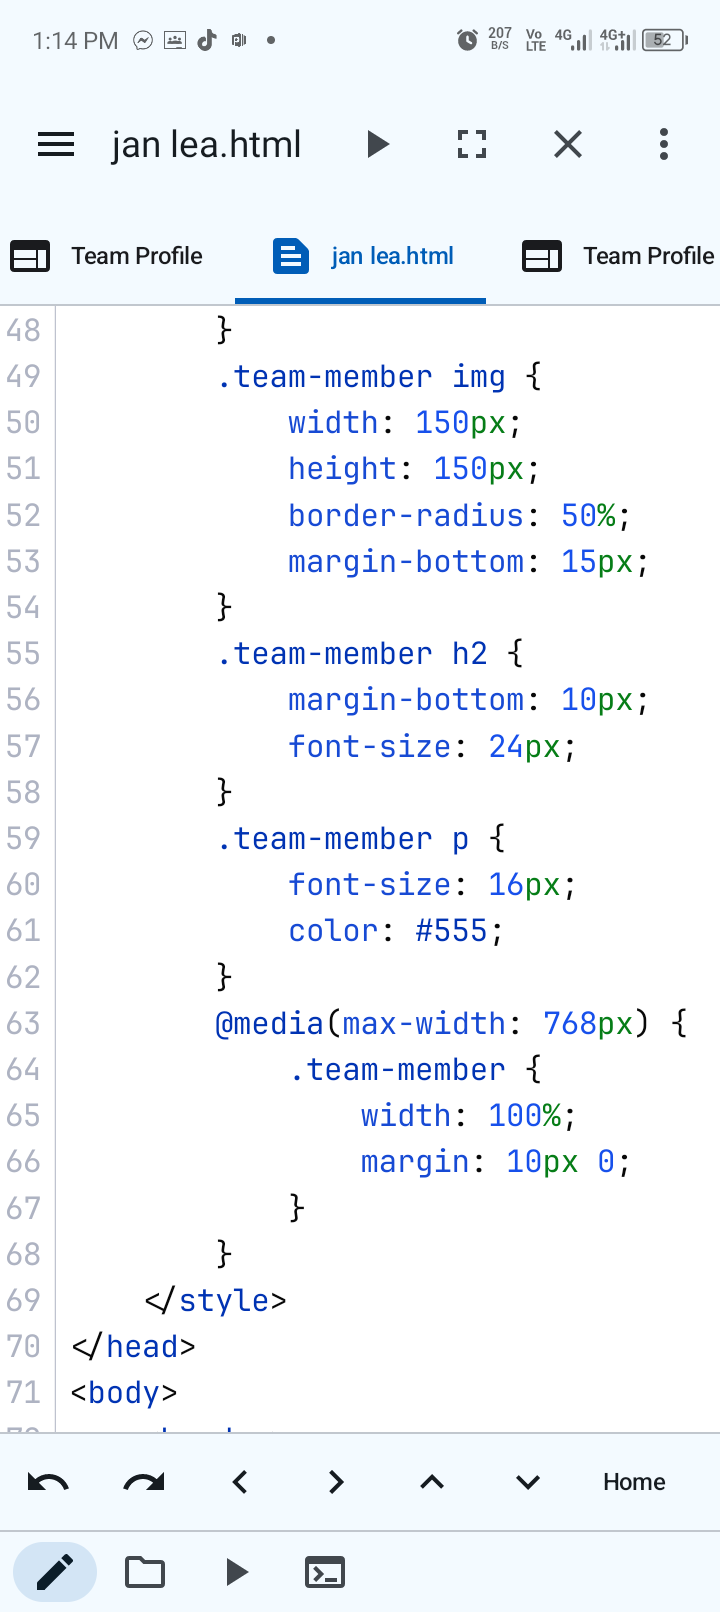 1:14 PM 207 B/S Vo LTE 4G 4G+ 52
jan lea.html
Team Profile jan lea.html Team Profile
48 }
49 .team-member img {
50 width: 150px;
51 height: 150px;
52 border-radius: 50%;
53 margin-bottom: 15px;
54 }
55 .team-member h2 {
56 margin-bottom: 10px;
57 font-size: 24px;
58 }
59 .team-member p {
60 font-size: 16px;
61 color: #555;
62 }
63 @media(max-width: 768px) {
64 .team-member {
65 width: 100%;
66 margin: 10px 0;
67 }
68 }
69 </style>
70 </head>
71 <body>
Home